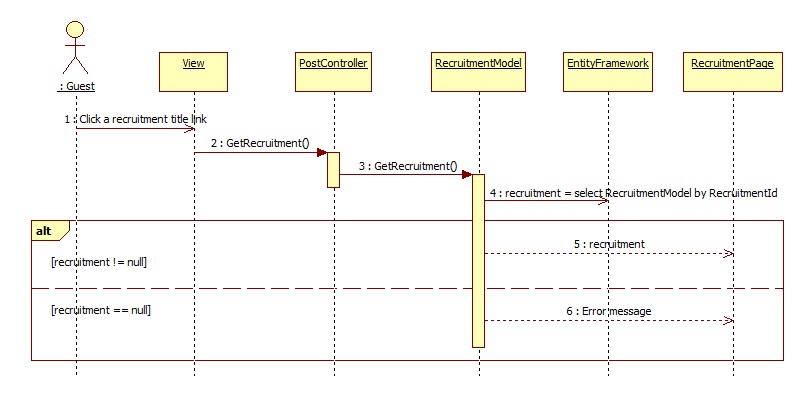 View
PostController
RecruitmentModel
EntityFramework
RecruitmentPage
: Guest
1 : Click a recruitment title link
2 : GetRecruitment()
3 : GetRecruitment()
4 : recruitment = select RecruitmentModel by RecruitmentId
alt
5 : recruitment
[recruitment != null]
[recruitment == null]
6 : Error message